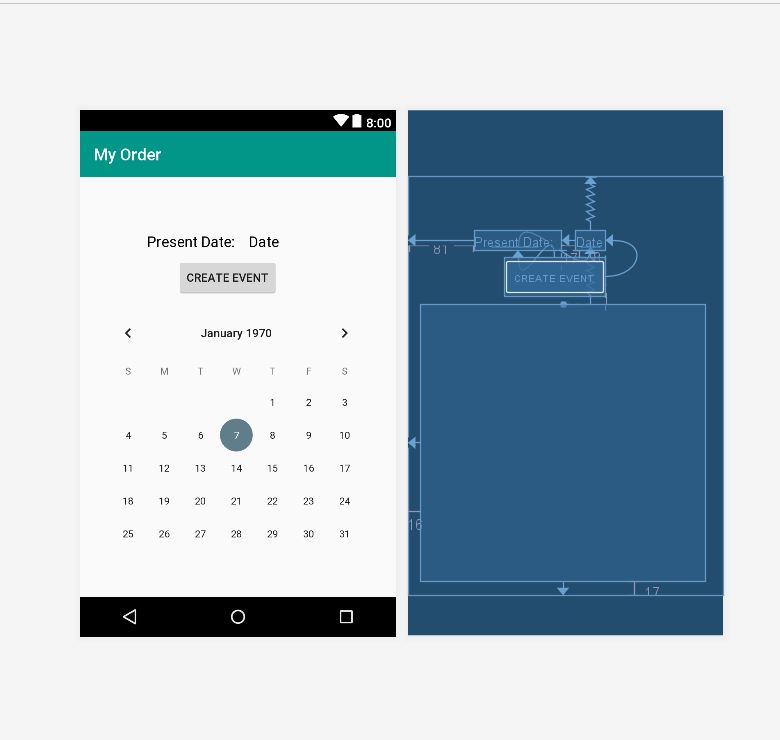 8:00
My Order
Present Date: Date
CREATE EVENT
January 1970
S M T W T F S
1 2 3
4 5 6 7 8 9 10
11 12 13 14 15 16 17
18 19 20 21 22 23 24
25 26 27 28 29 30 31
Present Date: Date
81
CREATE EVENT
16
17